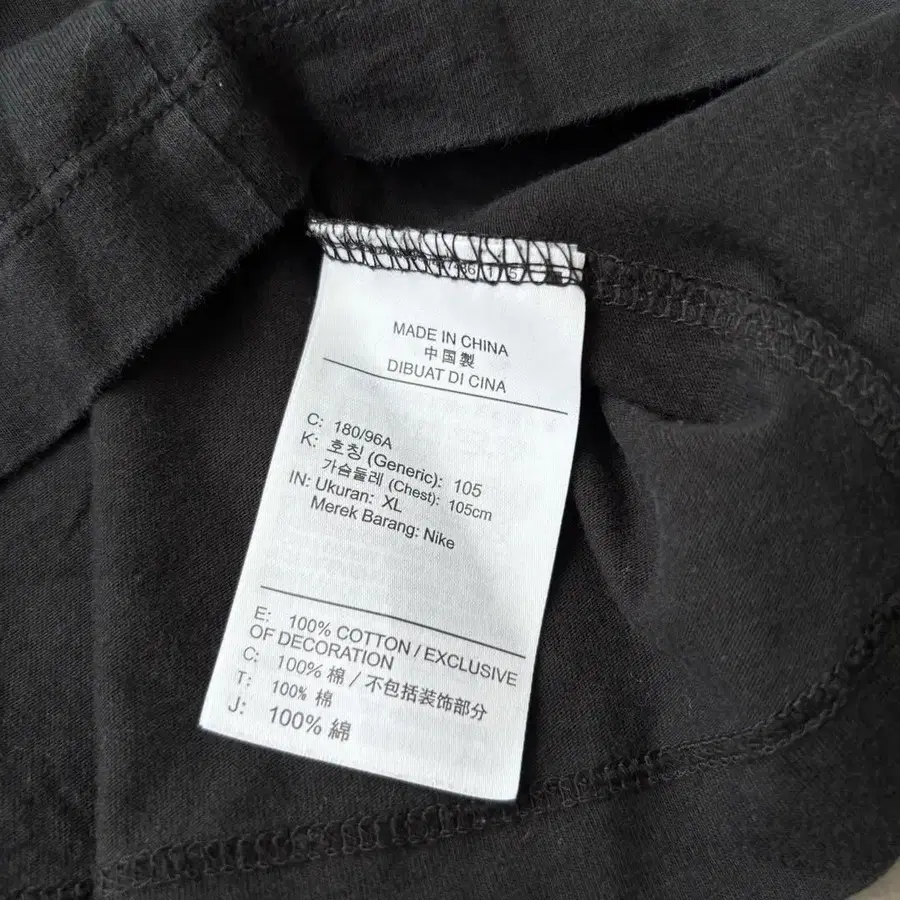 MADE IN CHINA
中国製
DIBUAT DI CINA
C: 180/96A
K: 호칭 (Generic): 105
가슴둘레 (Chest): 105cm
IN: Ukuran: XL
Merek Barang: Nike
E: 100% COTTON / EXCLUSIVE
OF DECORATION
C: 100% 棉 / 不包括装饰部分
T: 100% 棉
J: 100% 綿